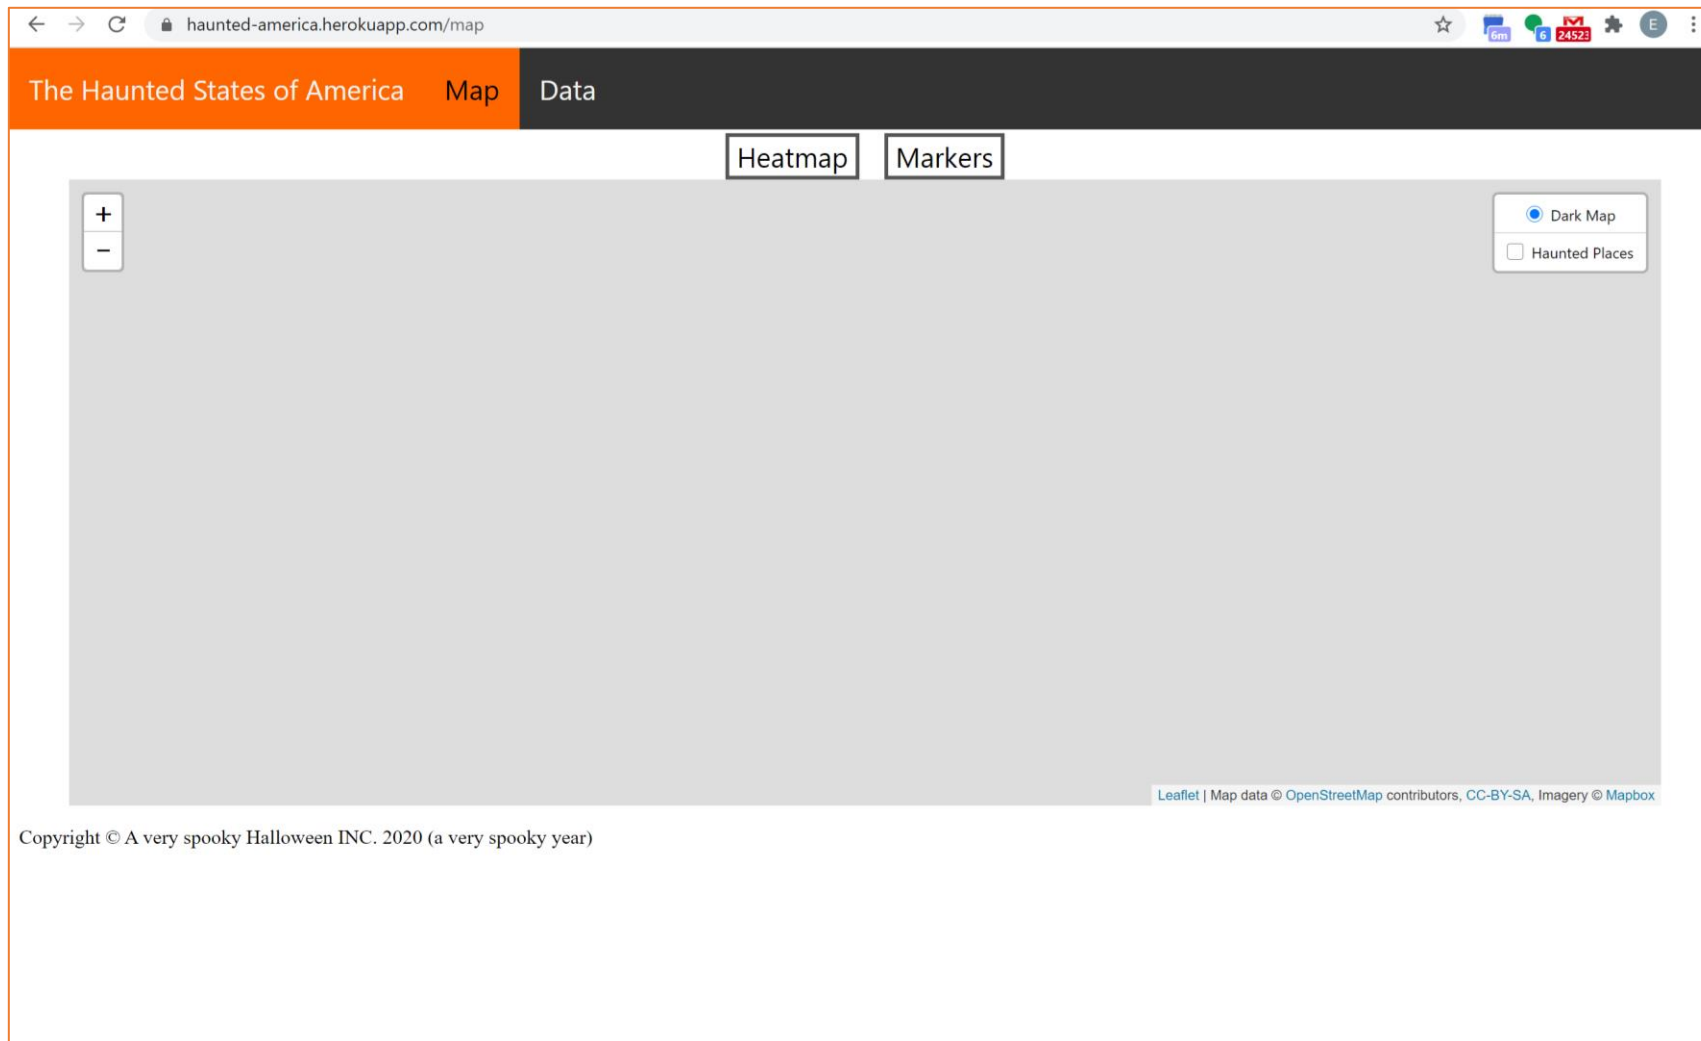 haunted-america.herokuapp.com/map
6m 6 24523 E
The Haunted States of America Map Data
Heatmap Markers
+
Dark Map
−
Haunted Places
Leaflet | Map data © OpenStreetMap contributors, CC-BY-SA, Imagery © Mapbox
Copyright © A very spooky Halloween INC. 2020 (a very spooky year)